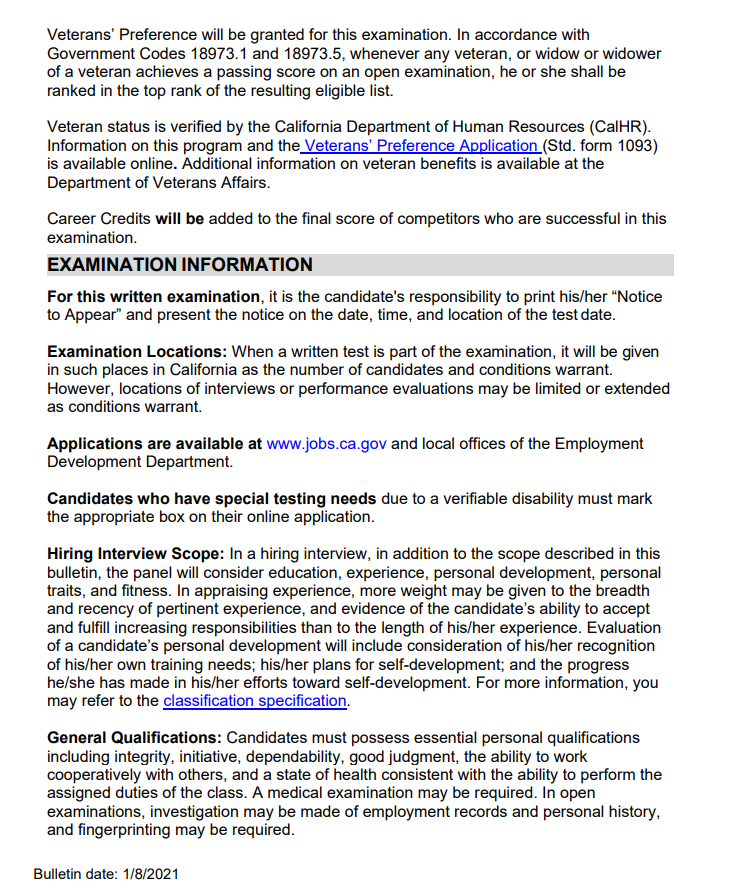 Veterans’ Preference will be granted for this examination. In accordance with
Government Codes 18973.1 and 18973.5, whenever any veteran, or widow or widower
of a veteran achieves a passing score on an open examination, he or she shall be
ranked in the top rank of the resulting eligible list.
Veteran status is verified by the California Department of Human Resources (CalHR).
Information on this program and the Veterans’ Preference Application (Std. form 1093)
is available online. Additional information on veteran benefits is available at the
Department of Veterans Affairs.
Career Credits will be added to the final score of competitors who are successful in this
examination.
EXAMINATION INFORMATION
For this written examination, it is the candidate's responsibility to print his/her “Notice
to Appear” and present the notice on the date, time, and location of the test date.
Examination Locations: When a written test is part of the examination, it will be given
in such places in California as the number of candidates and conditions warrant.
However, locations of interviews or performance evaluations may be limited or extended
as conditions warrant.
Applications are available at www.jobs.ca.gov and local offices of the Employment
Development Department.
Candidates who have special testing needs due to a verifiable disability must mark
the appropriate box on their online application.
Hiring Interview Scope: In a hiring interview, in addition to the scope described in this
bulletin, the panel will consider education, experience, personal development, personal
traits, and fitness. In appraising experience, more weight may be given to the breadth
and recency of pertinent experience, and evidence of the candidate’s ability to accept
and fulfill increasing responsibilities than to the length of his/her experience. Evaluation
of a candidate’s personal development will include consideration of his/her recognition
of his/her own training needs; his/her plans for self-development; and the progress
he/she has made in his/her efforts toward self-development. For more information, you
may refer to the classification specification.
General Qualifications: Candidates must possess essential personal qualifications
including integrity, initiative, dependability, good judgment, the ability to work
cooperatively with others, and a state of health consistent with the ability to perform the
assigned duties of the class. A medical examination may be required. In open
examinations, investigation may be made of employment records and personal history,
and fingerprinting may be required.
Bulletin date: 1/8/2021